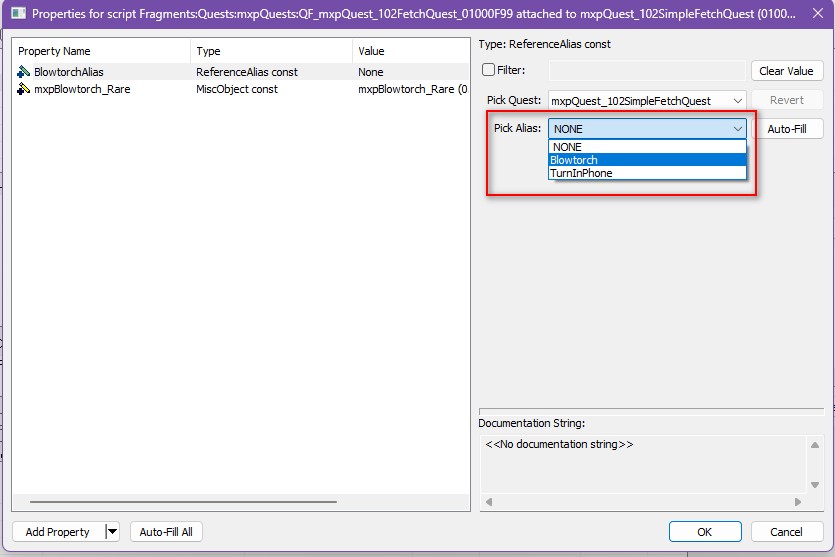 Properties for script Fragments:Quests:mxpQuests:QF_mxpQuest_102FetchQuest_01000F99 attached to mxpQuest_102SimpleFetchQuest (0100...
Property Name Type Value
BlowtorchAlias ReferenceAlias const None
mxpBlowtorch_Rare MiscObject const mxpBlowtorch_Rare (0
Type: ReferenceAlias const
Filter: Clear Value
Pick Quest: mxpQuest_102SimpleFetchQuest Revert
Pick Alias: NONE Auto-Fill
NONE
Blowtorch
TurnInPhone
Documentation String:
<<No documentation string>>
Add Property Auto-Fill All OK Cancel